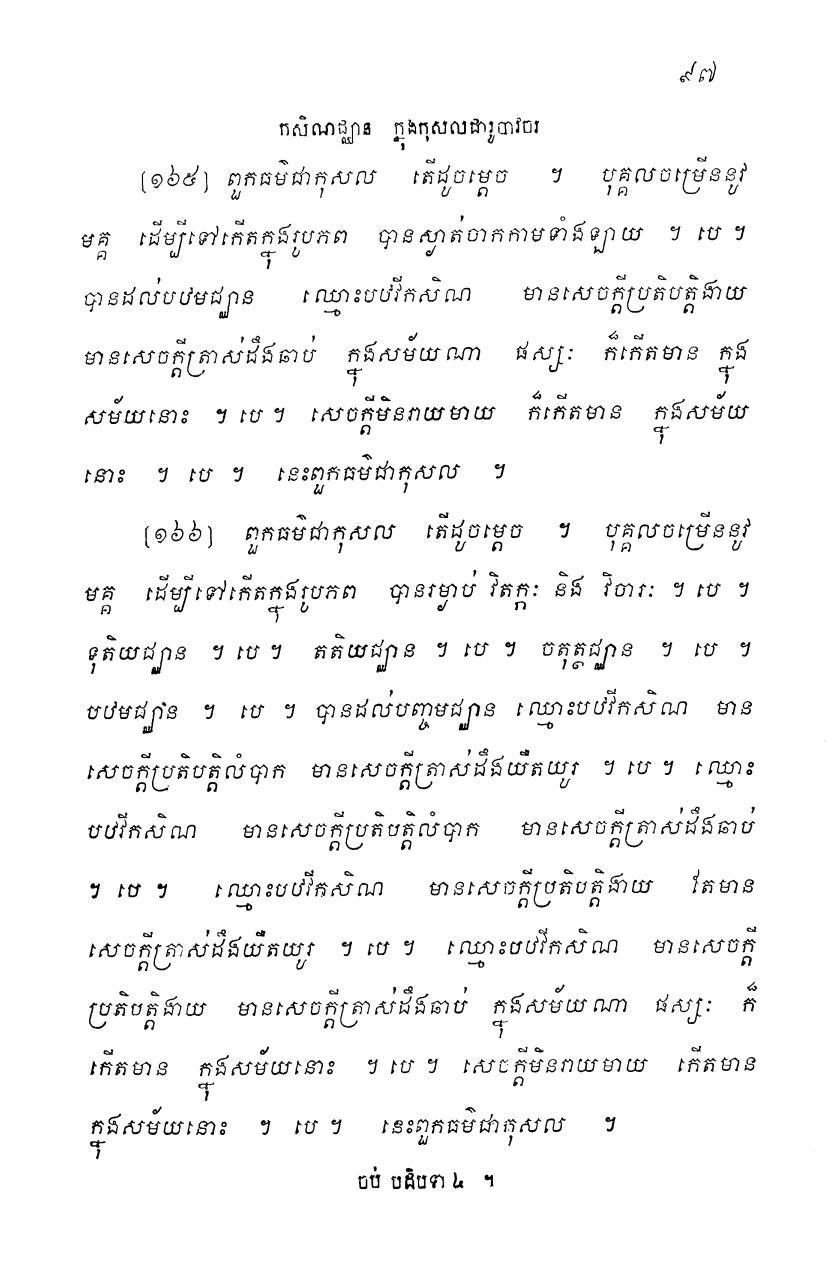 ៩៧
កសិណជ្ឈាន ក្នុងកុសលជារូបាវចរ
[១៦៥] ពួកធម៌ជាកុសល តើដូចម្ដេច ។ បុគ្គលចម្រើននូវ
មគ្គ ដើម្បីទៅកើតក្នុងរូបភព បានស្ងាត់ចាកកាមទាំងឡាយ ។ បេ ។
បានដល់បឋមជ្ឈាន ឈ្មោះបឋវីកសិណ មានសេចក្ដីប្រតិបត្តិងាយ
មានសេចក្ដីត្រាស់ដឹងឆាប់ ក្នុងសម័យណា ផស្សៈ ក៏កើតមាន ក្នុង
សម័យនោះ ។ បេ ។ សេចក្ដីមិនរាយមាយ ក៏កើតមាន ក្នុងសម័យ
នោះ ។ បេ ។ នេះពួកធម៌ជាកុសល ។
[១៦៦] ពួកធម៌ជាកុសល តើដូចម្ដេច ។ បុគ្គលចម្រើននូវ
មគ្គ ដើម្បីទៅកើតក្នុងរូបភព បានរម្ងាប់ វិតក្កៈ និង វិចារៈ ។ បេ ។
ទុតិយជ្ឈាន ។ បេ ។ តតិយជ្ឈាន ។ បេ ។ ចតុត្ថជ្ឈាន ។ បេ ។
បឋមជ្ឈាន ។ បេ ។ បានដល់បញ្ចមជ្ឈាន ឈ្មោះបឋវីកសិណ មាន
សេចក្ដីប្រតិបត្តិលំបាក មានសេចក្ដីត្រាស់ដឹងយឺតយូរ ។ បេ ។ ឈ្មោះ
បឋវីកសិណ មានសេចក្ដីប្រតិបត្តិលំបាក មានសេចក្ដីត្រាស់ដឹងឆាប់
។ បេ ។ ឈ្មោះបឋវីកសិណ មានសេចក្ដីប្រតិបត្តិងាយ តែមាន
សេចក្ដីត្រាស់ដឹងយឺតយូរ ។ បេ ។ ឈ្មោះបឋវីកសិណ មានសេចក្ដី
ប្រតិបត្តិងាយ មានសេចក្ដីត្រាស់ដឹងឆាប់ ក្នុងសម័យណា ផស្សៈ ក៏
កើតមាន ក្នុងសម័យនោះ ។ បេ ។ សេចក្ដីមិនរាយមាយ កើតមាន
ក្នុងសម័យនោះ ។ បេ ។ នេះពួកធម៌ជាកុសល ។
ចប់ បដិបទា ៤ ។